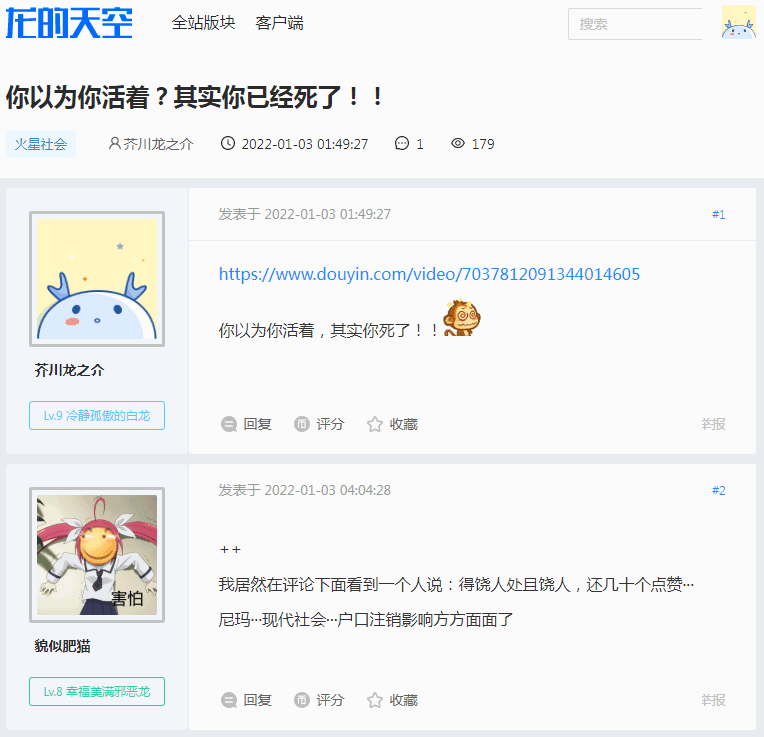 龙的天空
全站版块 客户端 搜索
你以为你活着？其实你已经死了！！
火星社会 芥川龙之介 2022-01-03 01:49:27 1 179
发表于 2022-01-03 01:49:27 #1
https://www.douyin.com/video/7037812091344014605
你以为你活着，其实你死了！！
芥川龙之介
Lv.9 冷静孤傲的白龙
回复 评分 收藏 举报
发表于 2022-01-03 04:04:28 #2
++
我居然在评论下面看到一个人说：得饶人处且饶人，还几十个点赞···
尼玛···现代社会···户口注销影响方方面面了
害怕
貌似肥猫
Lv.8 幸福美满邪恶龙
回复 评分 收藏 举报